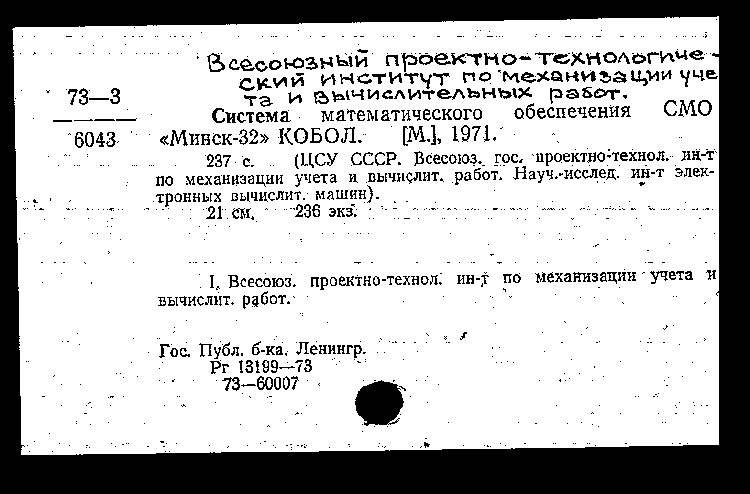 Всесоюзный проектно-технологиче-
ский институт по механизации уче
та и вычислительных работ.
73—3
6043
Система математического обеспечения СМО
«Минск-32» КОБОЛ. [М.], 1971.
237 с. (ЦСУ СССР. Всесоюз. гос. проектно-технол. ин-т
по механизации учета и вычислит. работ. Науч.-исслед. ин-т элек-
тронных вычислит. машин).
21 см. 236 экз.
I. Всесоюз. проектно-технол. ин-т по механизации учета и
вычислит. работ.
Гос. Публ. б-ка. Ленингр.
Рг 13199—73
73—60007